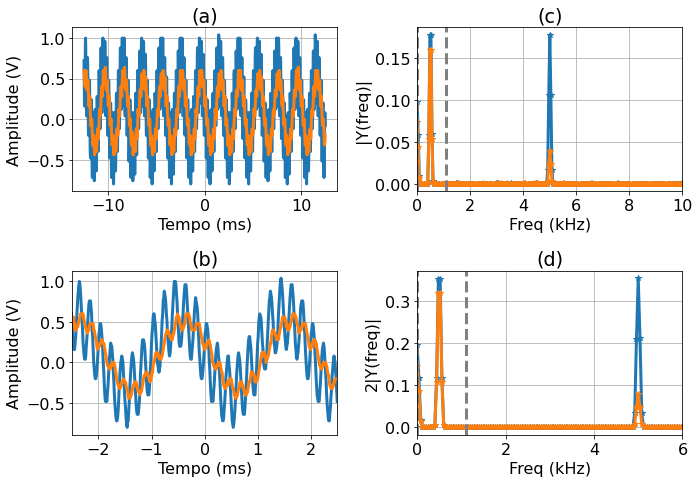 (a)
Amplitude (V)
1.0
0.5
0.0
−0.5
−10
0
10
Tempo (ms)
(c)
|Y(freq)|
0.15
0.10
0.05
0.00
0
2
4
6
8
10
Freq (kHz)
(b)
Amplitude (V)
1.0
0.5
0.0
−0.5
−2
−1
0
1
2
Tempo (ms)
(d)
2|Y(freq)|
0.3
0.2
0.1
0.0
0
2
4
6
Freq (kHz)